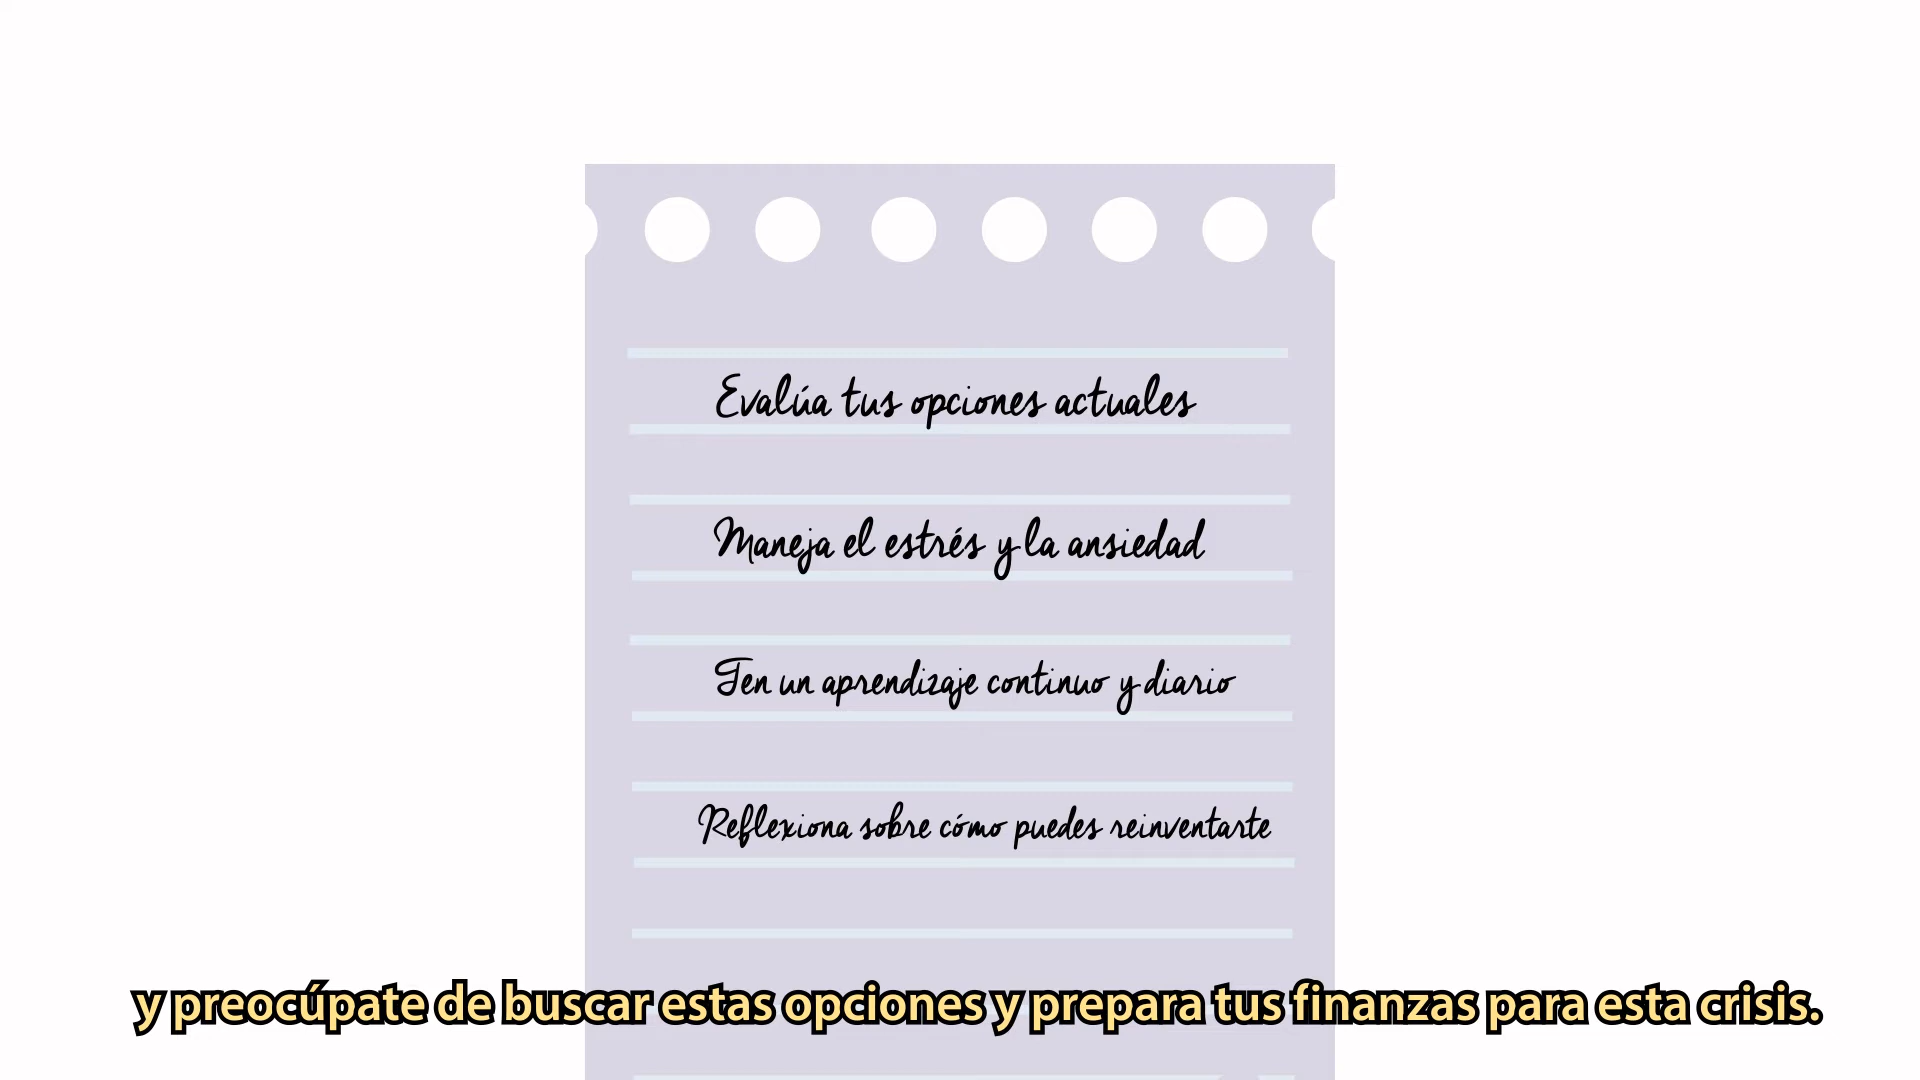 Evalúa tus opciones actuales
Maneja el estrés y la ansiedad
Ten un aprendizaje continuo y diario
Reflexiona sobre cómo puedes reinventarte
y preocúpate de buscar estas opciones y prepara tus finanzas para esta crisis.